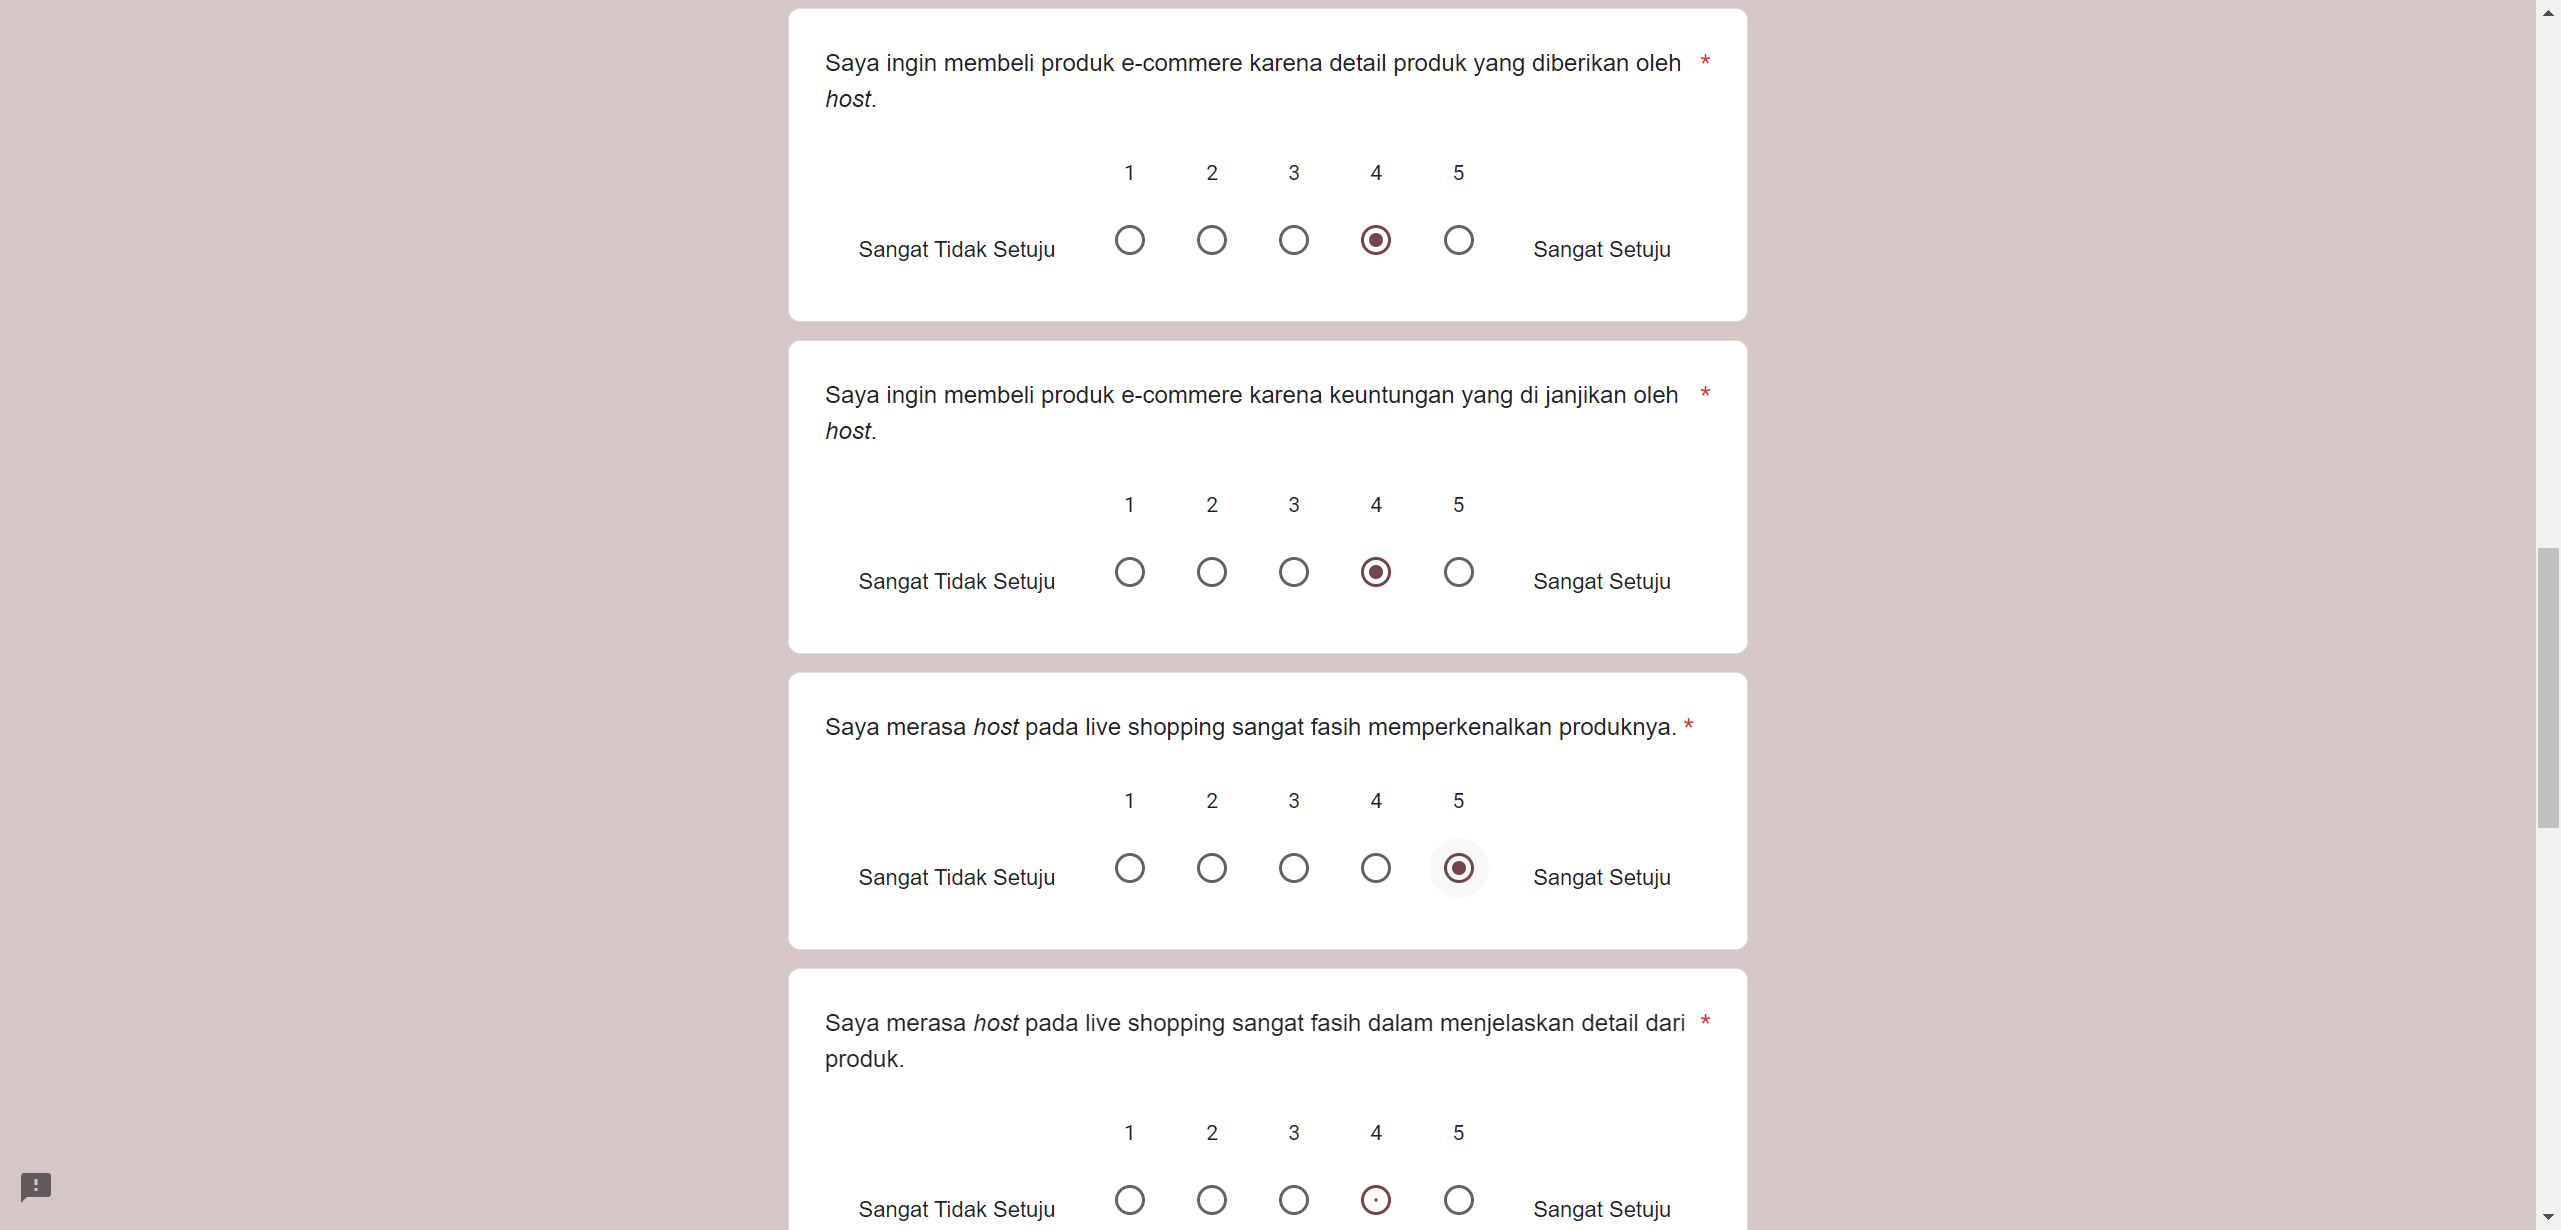 Saya ingin membeli produk e-commere karena detail produk yang diberikan oleh *
host.
1 2 3 4 5
Sangat Tidak Setuju Sangat Setuju
Saya ingin membeli produk e-commere karena keuntungan yang di janjikan oleh *
host.
1 2 3 4 5
Sangat Tidak Setuju Sangat Setuju
Saya merasa host pada live shopping sangat fasih memperkenalkan produknya. *
1 2 3 4 5
Sangat Tidak Setuju Sangat Setuju
Saya merasa host pada live shopping sangat fasih dalam menjelaskan detail dari *
produk.
1 2 3 4 5
Sangat Tidak Setuju Sangat Setuju